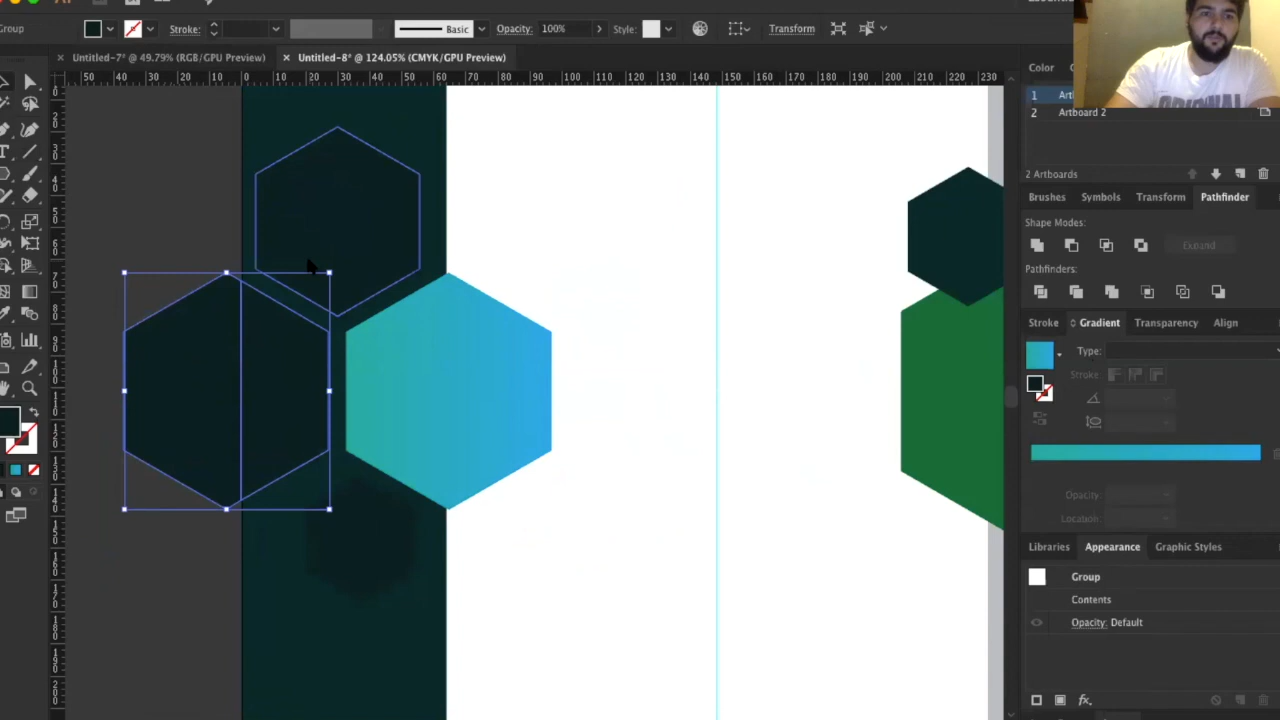 Group
Stroke:
Basic
Opacity:
100%
Style:
Transform
× Untitled-7* @ 49.79% (RGB/GPU Preview)
× Untitled-8* @ 124.05% (CMYK/GPU Preview)
50 40 30 20 10 0 10 20 30 40 50 60 70 80 90 100 110 120 130 140 150 160 170 180 190 200 210 220 230
Color
1
2 Artboard 2
2 Artboards
Brushes Symbols Transform Pathfinder
Shape Modes:
Expand
Pathfinders:
Stroke Gradient Transparency Align
Type:
Stroke:
Opacity:
Location:
Libraries Appearance Graphic Styles
Group
Contents
Opacity: Default
fx